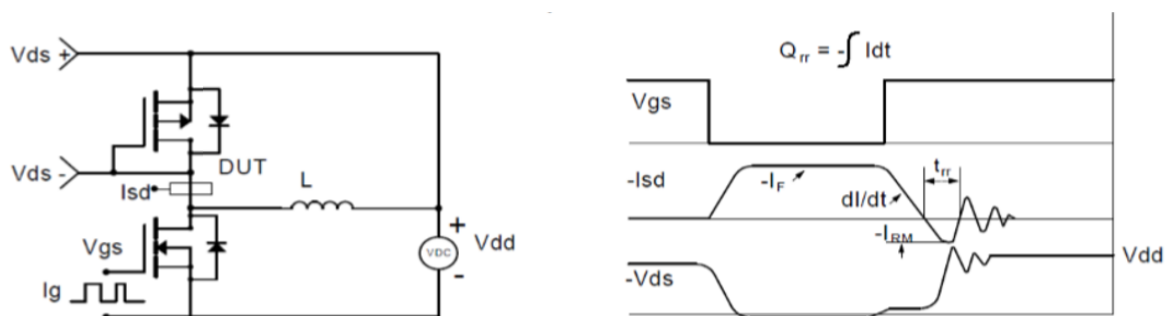 Vds +
Vds -
DUT
Isd
L
Vgs
Ig
VDC
+
Vdd
-
Qrr = -∫ Idt
Vgs
-Isd
-IF
dI/dt
trr
-IRM
-Vds
Vdd